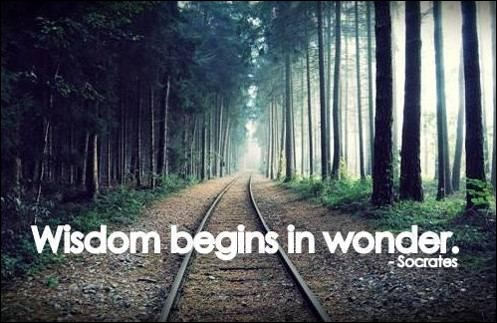 Wisdom begins in wonder.
- Socrates